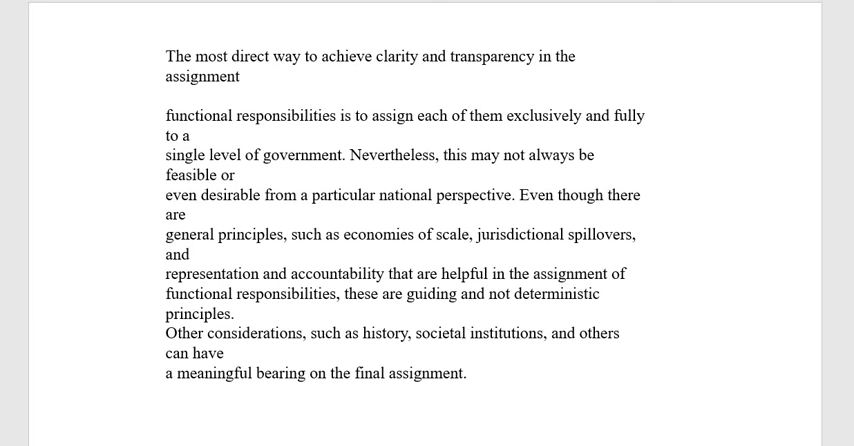 The most direct way to achieve clarity and transparency in the
assignment
functional responsibilities is to assign each of them exclusively and fully
to a
single level of government. Nevertheless, this may not always be
feasible or
even desirable from a particular national perspective. Even though there
are
general principles, such as economies of scale, jurisdictional spillovers,
and
representation and accountability that are helpful in the assignment of
functional responsibilities, these are guiding and not deterministic
principles.
Other considerations, such as history, societal institutions, and others
can have
a meaningful bearing on the final assignment.